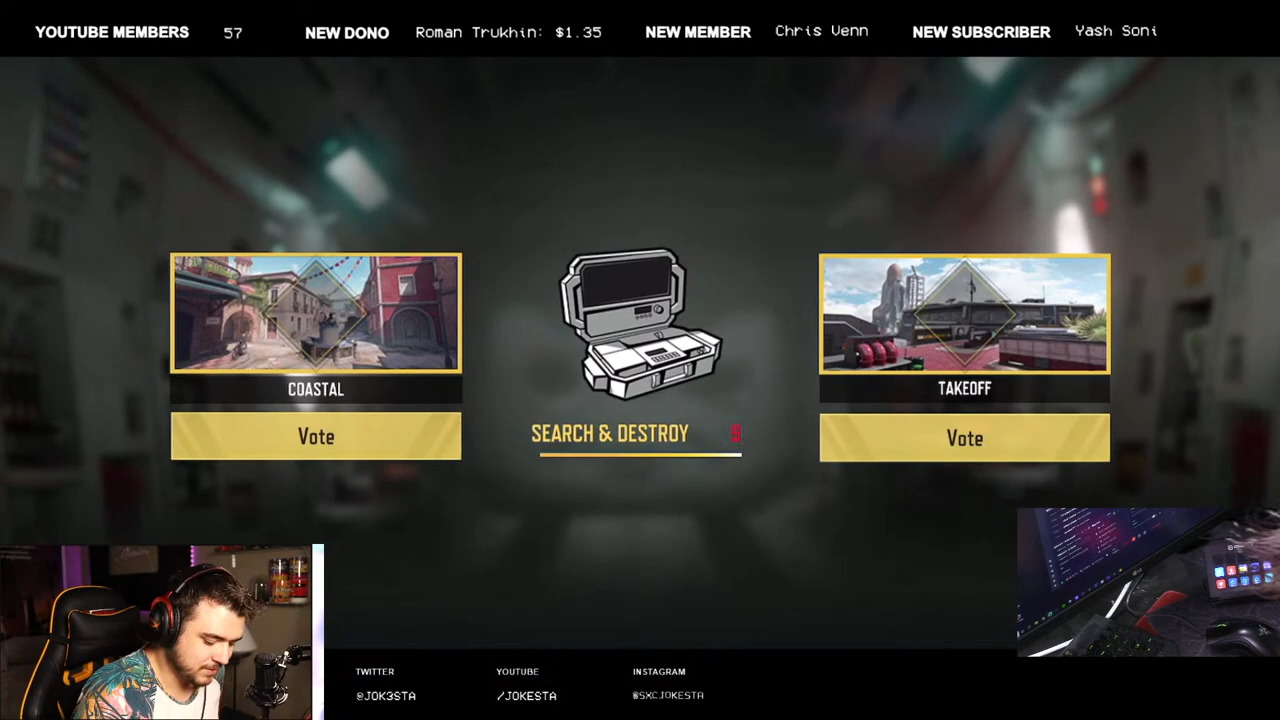 YOUTUBE MEMBERS 57 NEW DONO Roman Trukhin: $1.35 NEW MEMBER Chris Venn NEW SUBSCRIBER Yash Soni
COASTAL
Vote
SEARCH & DESTROY 9
TAKEOFF
Vote
TWITTER YOUTUBE INSTAGRAM
@JOK3STA /JOKESTA @SXCJOKESTA